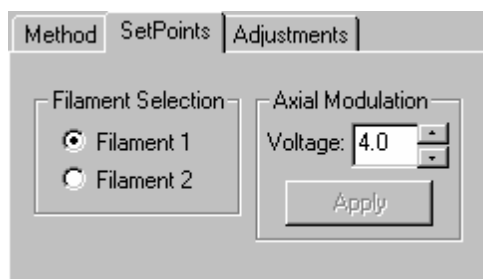 Method SetPoints Adjustments
Filament Selection Axial Modulation
Filament 1 Voltage: 4.0
Filament 2
Apply